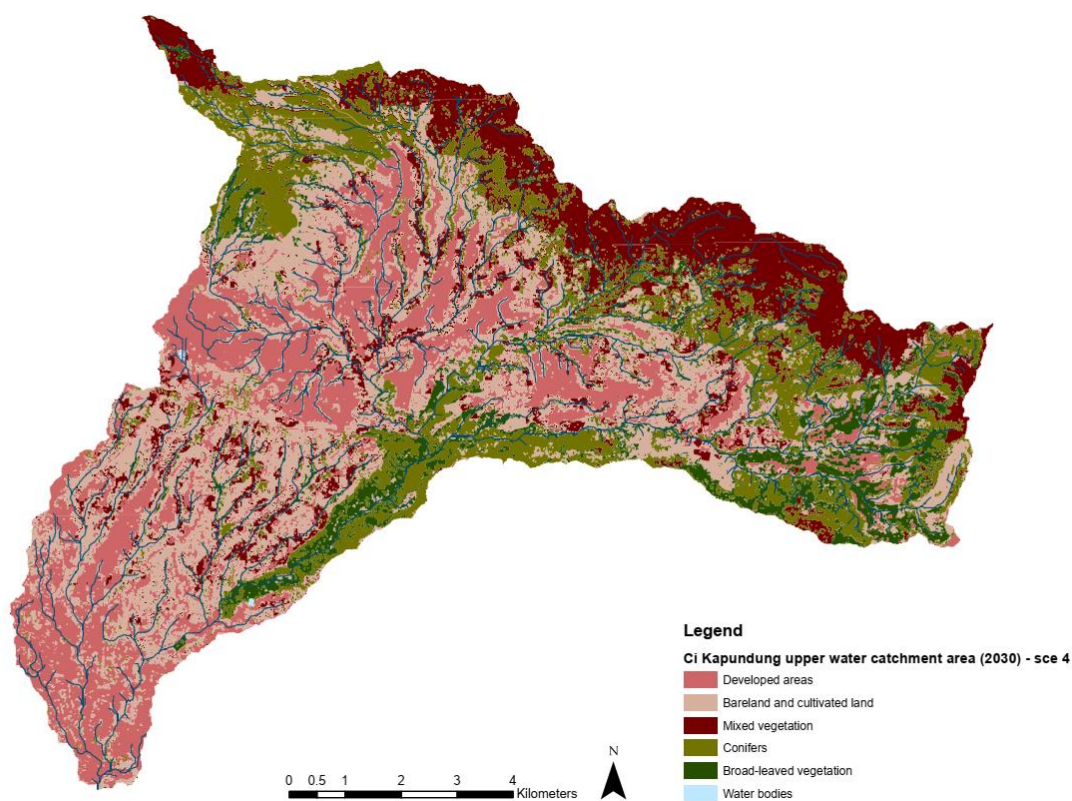 Legend
Ci Kapundung upper water catchment area (2030) - sce 4
Developed areas
Bareland and cultivated land
Mixed vegetation
Conifers
Broad-leaved vegetation
Water bodies
N
0 0.5 1 2 3 4
Kilometers